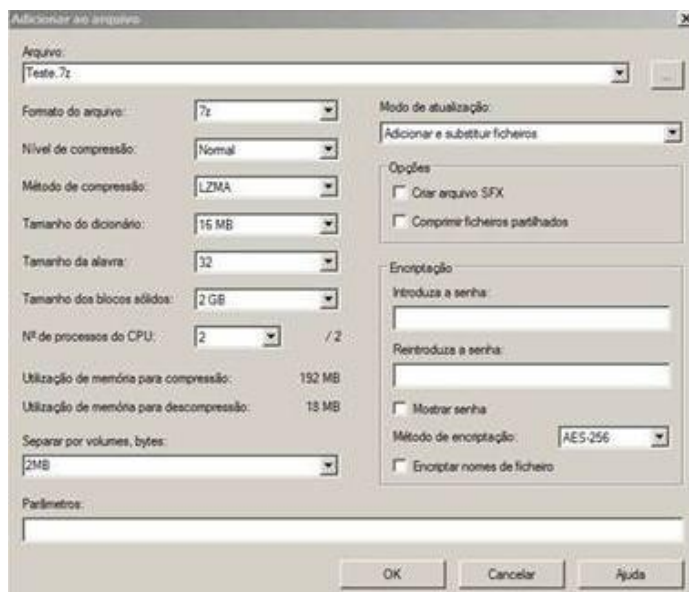 Adicionar ao arquivo
Arquivo:
Teste.7z
...
Formato do arquivo:
7z
Nível de compressão:
Normal
Método de compressão:
LZMA
Tamanho do dicionário:
16 MB
Tamanho da alavra:
32
Tamanho dos blocos sólidos:
2 GB
Nº de processos do CPU:
2
/ 2
Utilização de memória para compressão:
192 MB
Utilização de memória para descompressão:
18 MB
Separar por volumes, bytes:
2MB
Modo de atualização:
Adicionar e substituir ficheiros
Opções
Criar arquivo SFX
Comprimir ficheiros partilhados
Encriptação
Introduza a senha:
Reintroduza a senha:
Mostrar senha
Método de encriptação:
AES-256
Encriptar nomes de ficheiro
Parâmetros:
OK
Cancelar
Ajuda